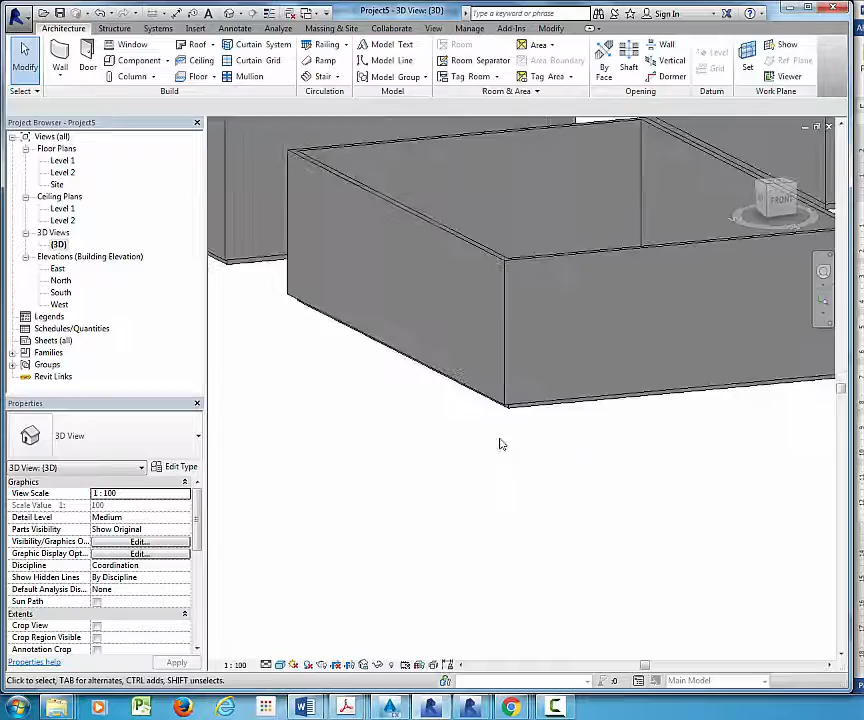 Project5 - 3D View: {3D}
Type a keyword or phrase
Sign In
Architecture Structure Systems Insert Annotate Analyze Massing & Site Collaborate View Manage Add-Ins Modify
Modify
Wall
Door
Window
Component
Column
Roof
Ceiling
Floor
Curtain System
Curtain Grid
Mullion
Railing
Ramp
Stair
Model Text
Model Line
Model Group
Room
Room Separator
Tag Room
Area
Area Boundary
Tag Area
By Face
Shaft
Wall
Vertical
Dormer
Level
Grid
Set
Show
Ref Plane
Viewer
Select Build Circulation Model Room & Area Opening Datum Work Plane
Project Browser - Project5
Views (all)
Floor Plans
Level 1
Level 2
Site
Ceiling Plans
Level 1
Level 2
3D Views
{3D}
Elevations (Building Elevation)
East
North
South
West
Legends
Schedules/Quantities
Sheets (all)
Families
Groups
Revit Links
FRONT
Properties
3D View
3D View: {3D} Edit Type
Graphics
View Scale 1 : 100
Scale Value 1: 100
Detail Level Medium
Parts Visibility Show Original
Visibility/Graphics O... Edit...
Graphic Display Opt... Edit...
Discipline Coordination
Show Hidden Lines By Discipline
Default Analysis Dis... None
Sun Path
Extents
Crop View
Crop Region Visible
Annotation Crop
Properties help Apply
1 : 100
Click to select, TAB for alternates, CTRL adds, SHIFT unselects.
:0
Main Model